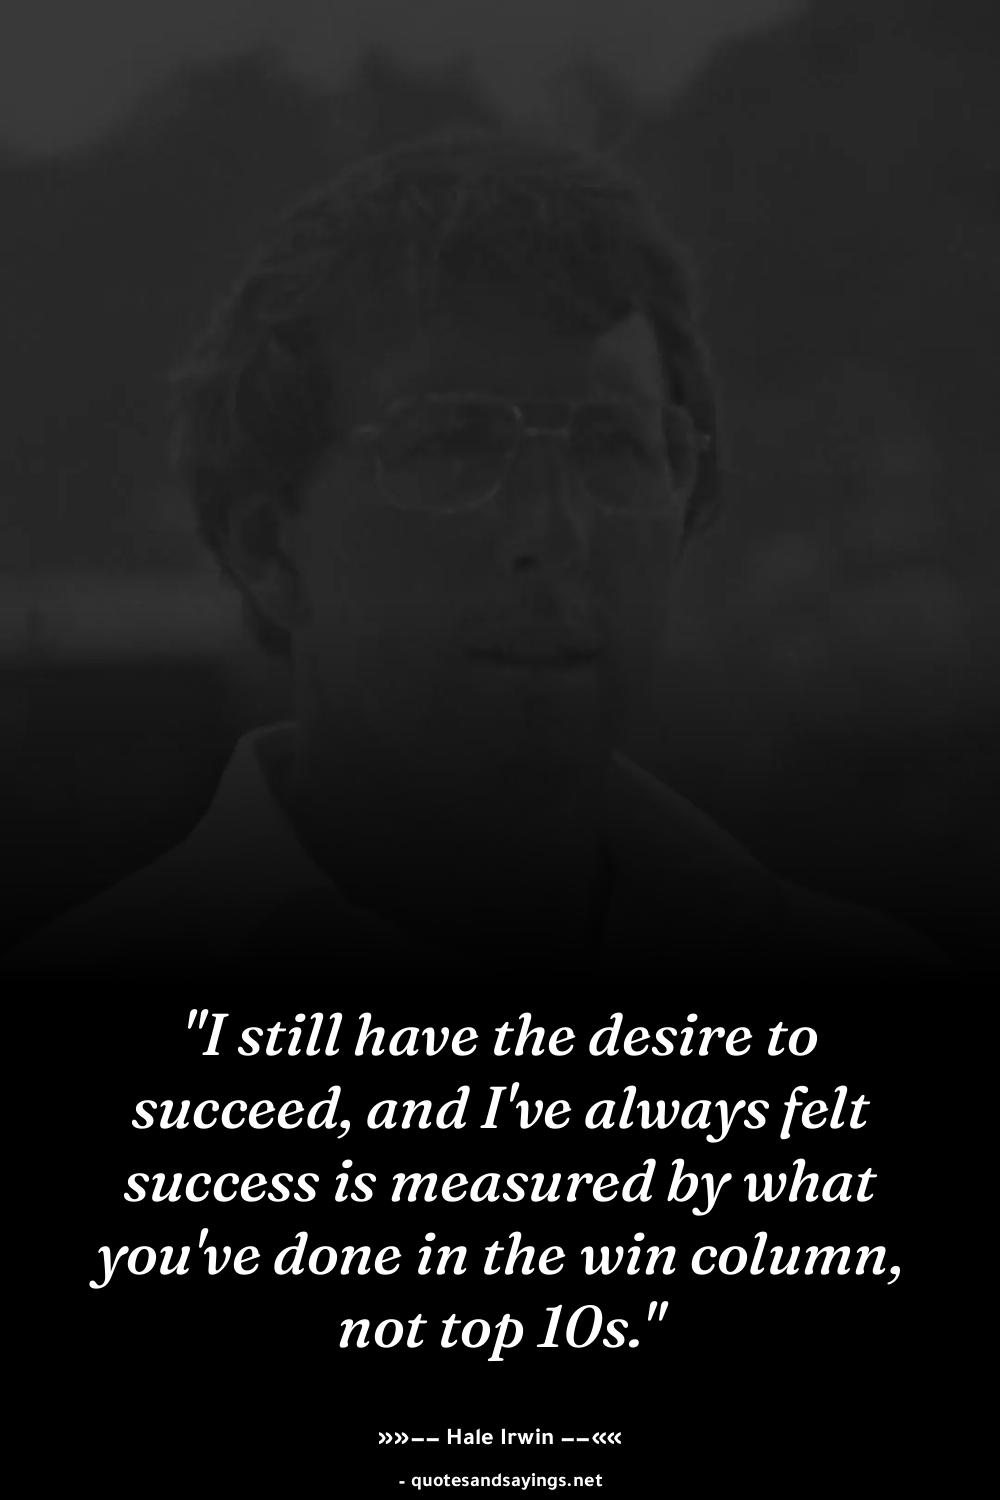 "I still have the desire to
succeed, and I've always felt
success is measured by what
you've done in the win column,
not top 10s."
»»−− Hale Irwin −−««
- quotesandsayings.net